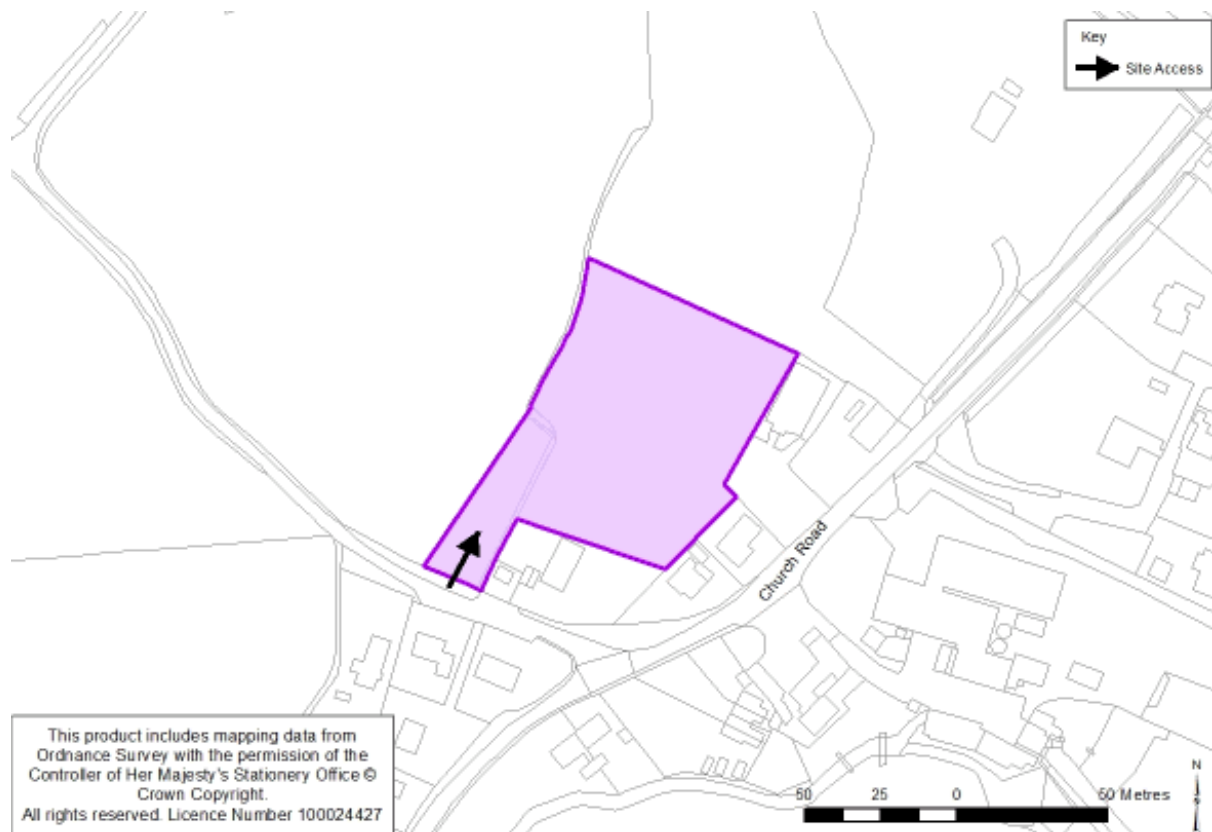 Key
Site Access
Church Road
This product includes mapping data from
Ordnance Survey with the permission of the
Controller of Her Majesty's Stationery Office ©
Crown Copyright.
All rights reserved. Licence Number 100024427
50 25 0 50 Metres
N